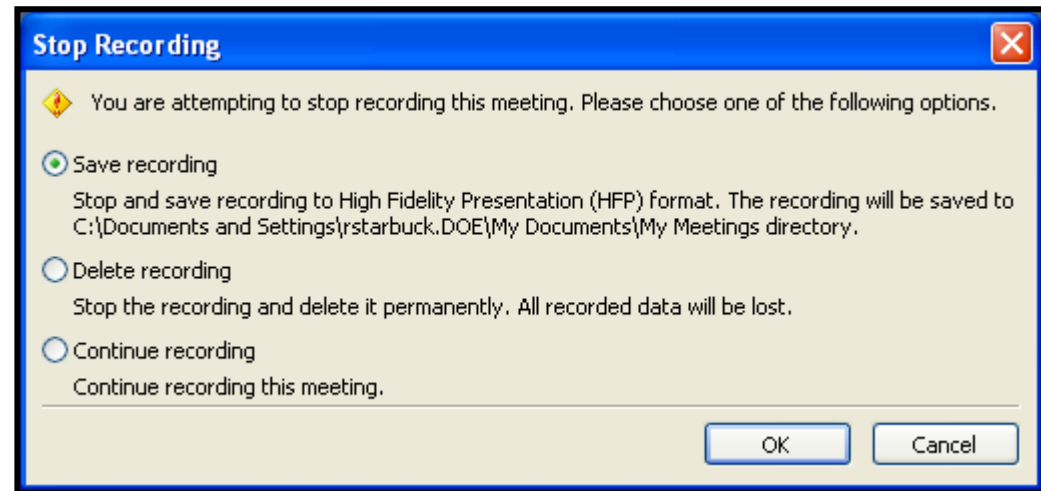 Stop Recording
You are attempting to stop recording this meeting. Please choose one of the following options.
Save recording
Stop and save recording to High Fidelity Presentation (HFP) format. The recording will be saved to
C:\Documents and Settings\rstarbuck.DOE\My Documents\My Meetings directory.
Delete recording
Stop the recording and delete it permanently. All recorded data will be lost.
Continue recording
Continue recording this meeting.
OK Cancel